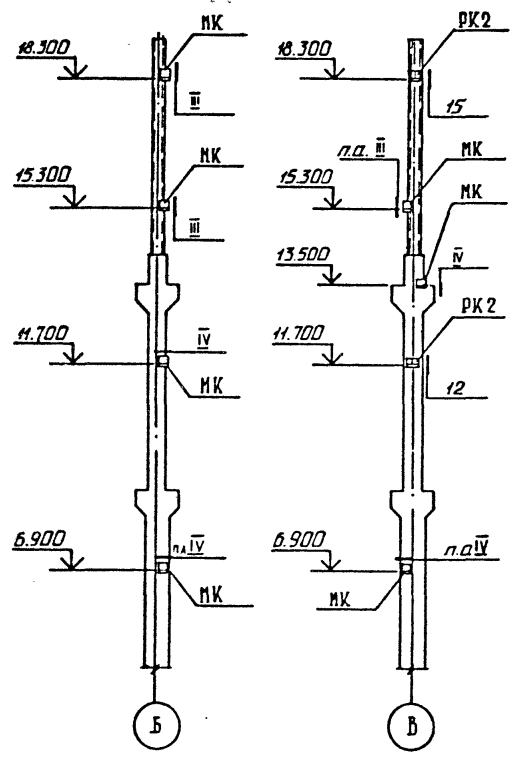 МК
18.300
III
МК
15.300
III
11.700
IV
МК
6.900
п.д IV
МК
Б
РК2
18.300
15
п.а. III
МК
15.300
МК
13.500
IV
РК2
11.700
12
6.900
п.а IV
МК
В